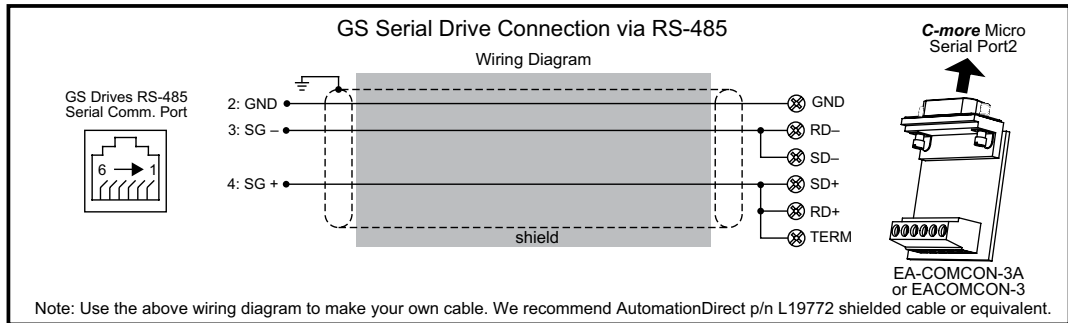 GS Serial Drive Connection via RS-485
Wiring Diagram
C-more Micro
Serial Port2
GS Drives RS-485
Serial Comm. Port
6 1
2: GND
3: SG –
4: SG +
GND
RD–
SD–
SD+
RD+
TERM
shield
EA-COMCON-3A
or EACOMCON-3
Note: Use the above wiring diagram to make your own cable. We recommend AutomationDirect p/n L19772 shielded cable or equivalent.